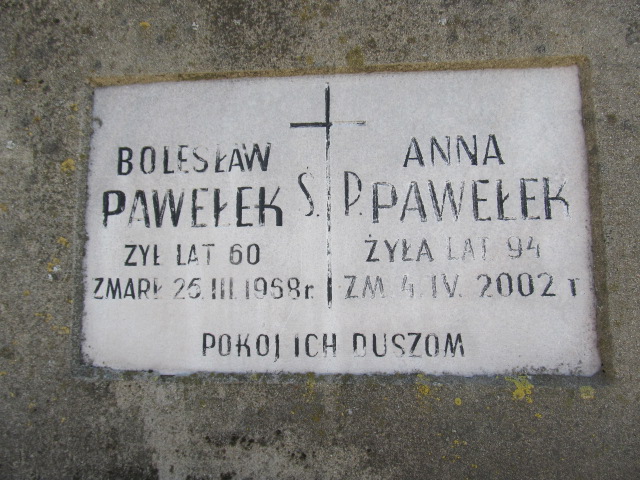 BOLESŁAW
PAWEŁEK
ŻYŁ LAT 60
ZMARŁ 26.III.1968r.
Ś. P.
ANNA
PAWEŁEK
ŻYŁA LAT 94
ZM. 4.IV.2002 r
POKÓJ ICH DUSZOM